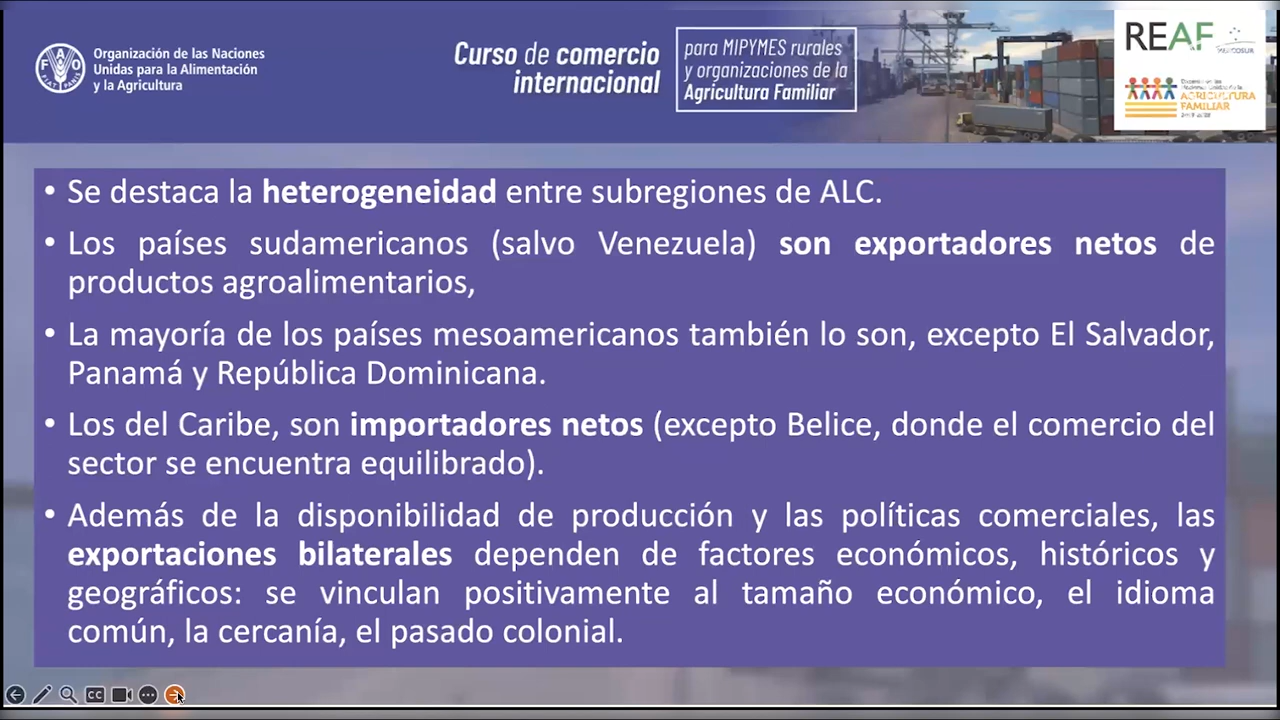 Organización de las Naciones
Unidas para la Alimentación
y la Agricultura
Curso de comercio
internacional
para MIPYMES rurales
y organizaciones de la
Agricultura Familiar
REAF
MERCOSUR
AGRICULTURA
FAMILIAR
• Se destaca la heterogeneidad entre subregiones de ALC.
• Los países sudamericanos (salvo Venezuela) son exportadores netos de
productos agroalimentarios,
• La mayoría de los países mesoamericanos también lo son, excepto El Salvador,
Panamá y República Dominicana.
• Los del Caribe, son importadores netos (excepto Belice, donde el comercio del
sector se encuentra equilibrado).
• Además de la disponibilidad de producción y las políticas comerciales, las
exportaciones bilaterales dependen de factores económicos, históricos y
geográficos: se vinculan positivamente al tamaño económico, el idioma
común, la cercanía, el pasado colonial.
CC